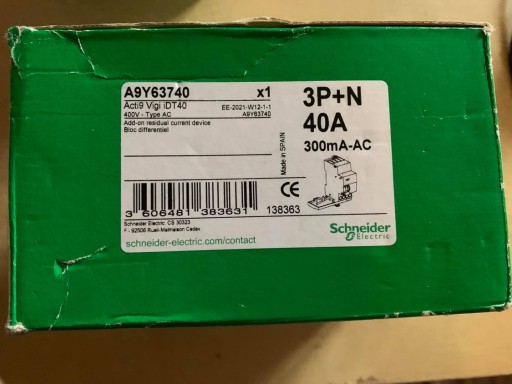 A9Y63740 x1
Acti9 Vigi iDT40
400V - Type AC
EE-2021-W12-1-1
A9Y63740
Add-on residual current device
Bloc différentiel
Made in SPAIN
3P+N
40A
300mA-AC
CE
3 606481 383631
138363
Schneider Electric. CS 30323
F - 92506 Rueil-Malmaison Cedex
schneider-electric.com/contact
Schneider
Electric